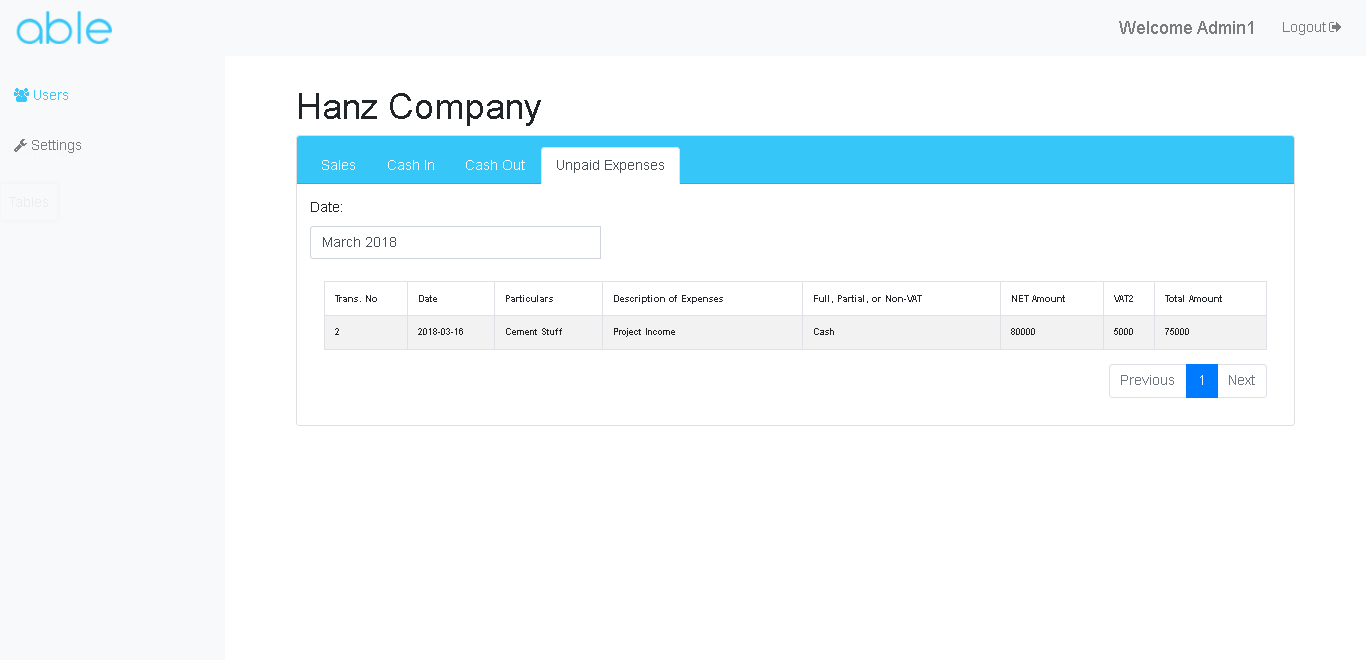 able
Welcome Admin1
Logout
Users
Settings
Tables
Hanz Company
Sales Cash In Cash Out Unpaid Expenses
Date:
March 2018
Trans. No Date Particulars Description of Expenses Full, Partial, or Non-VAT NET Amount VAT2 Total Amount
2 2018-03-16 Cement Stuff Project Income Cash 80000 5000 75000
Previous 1 Next